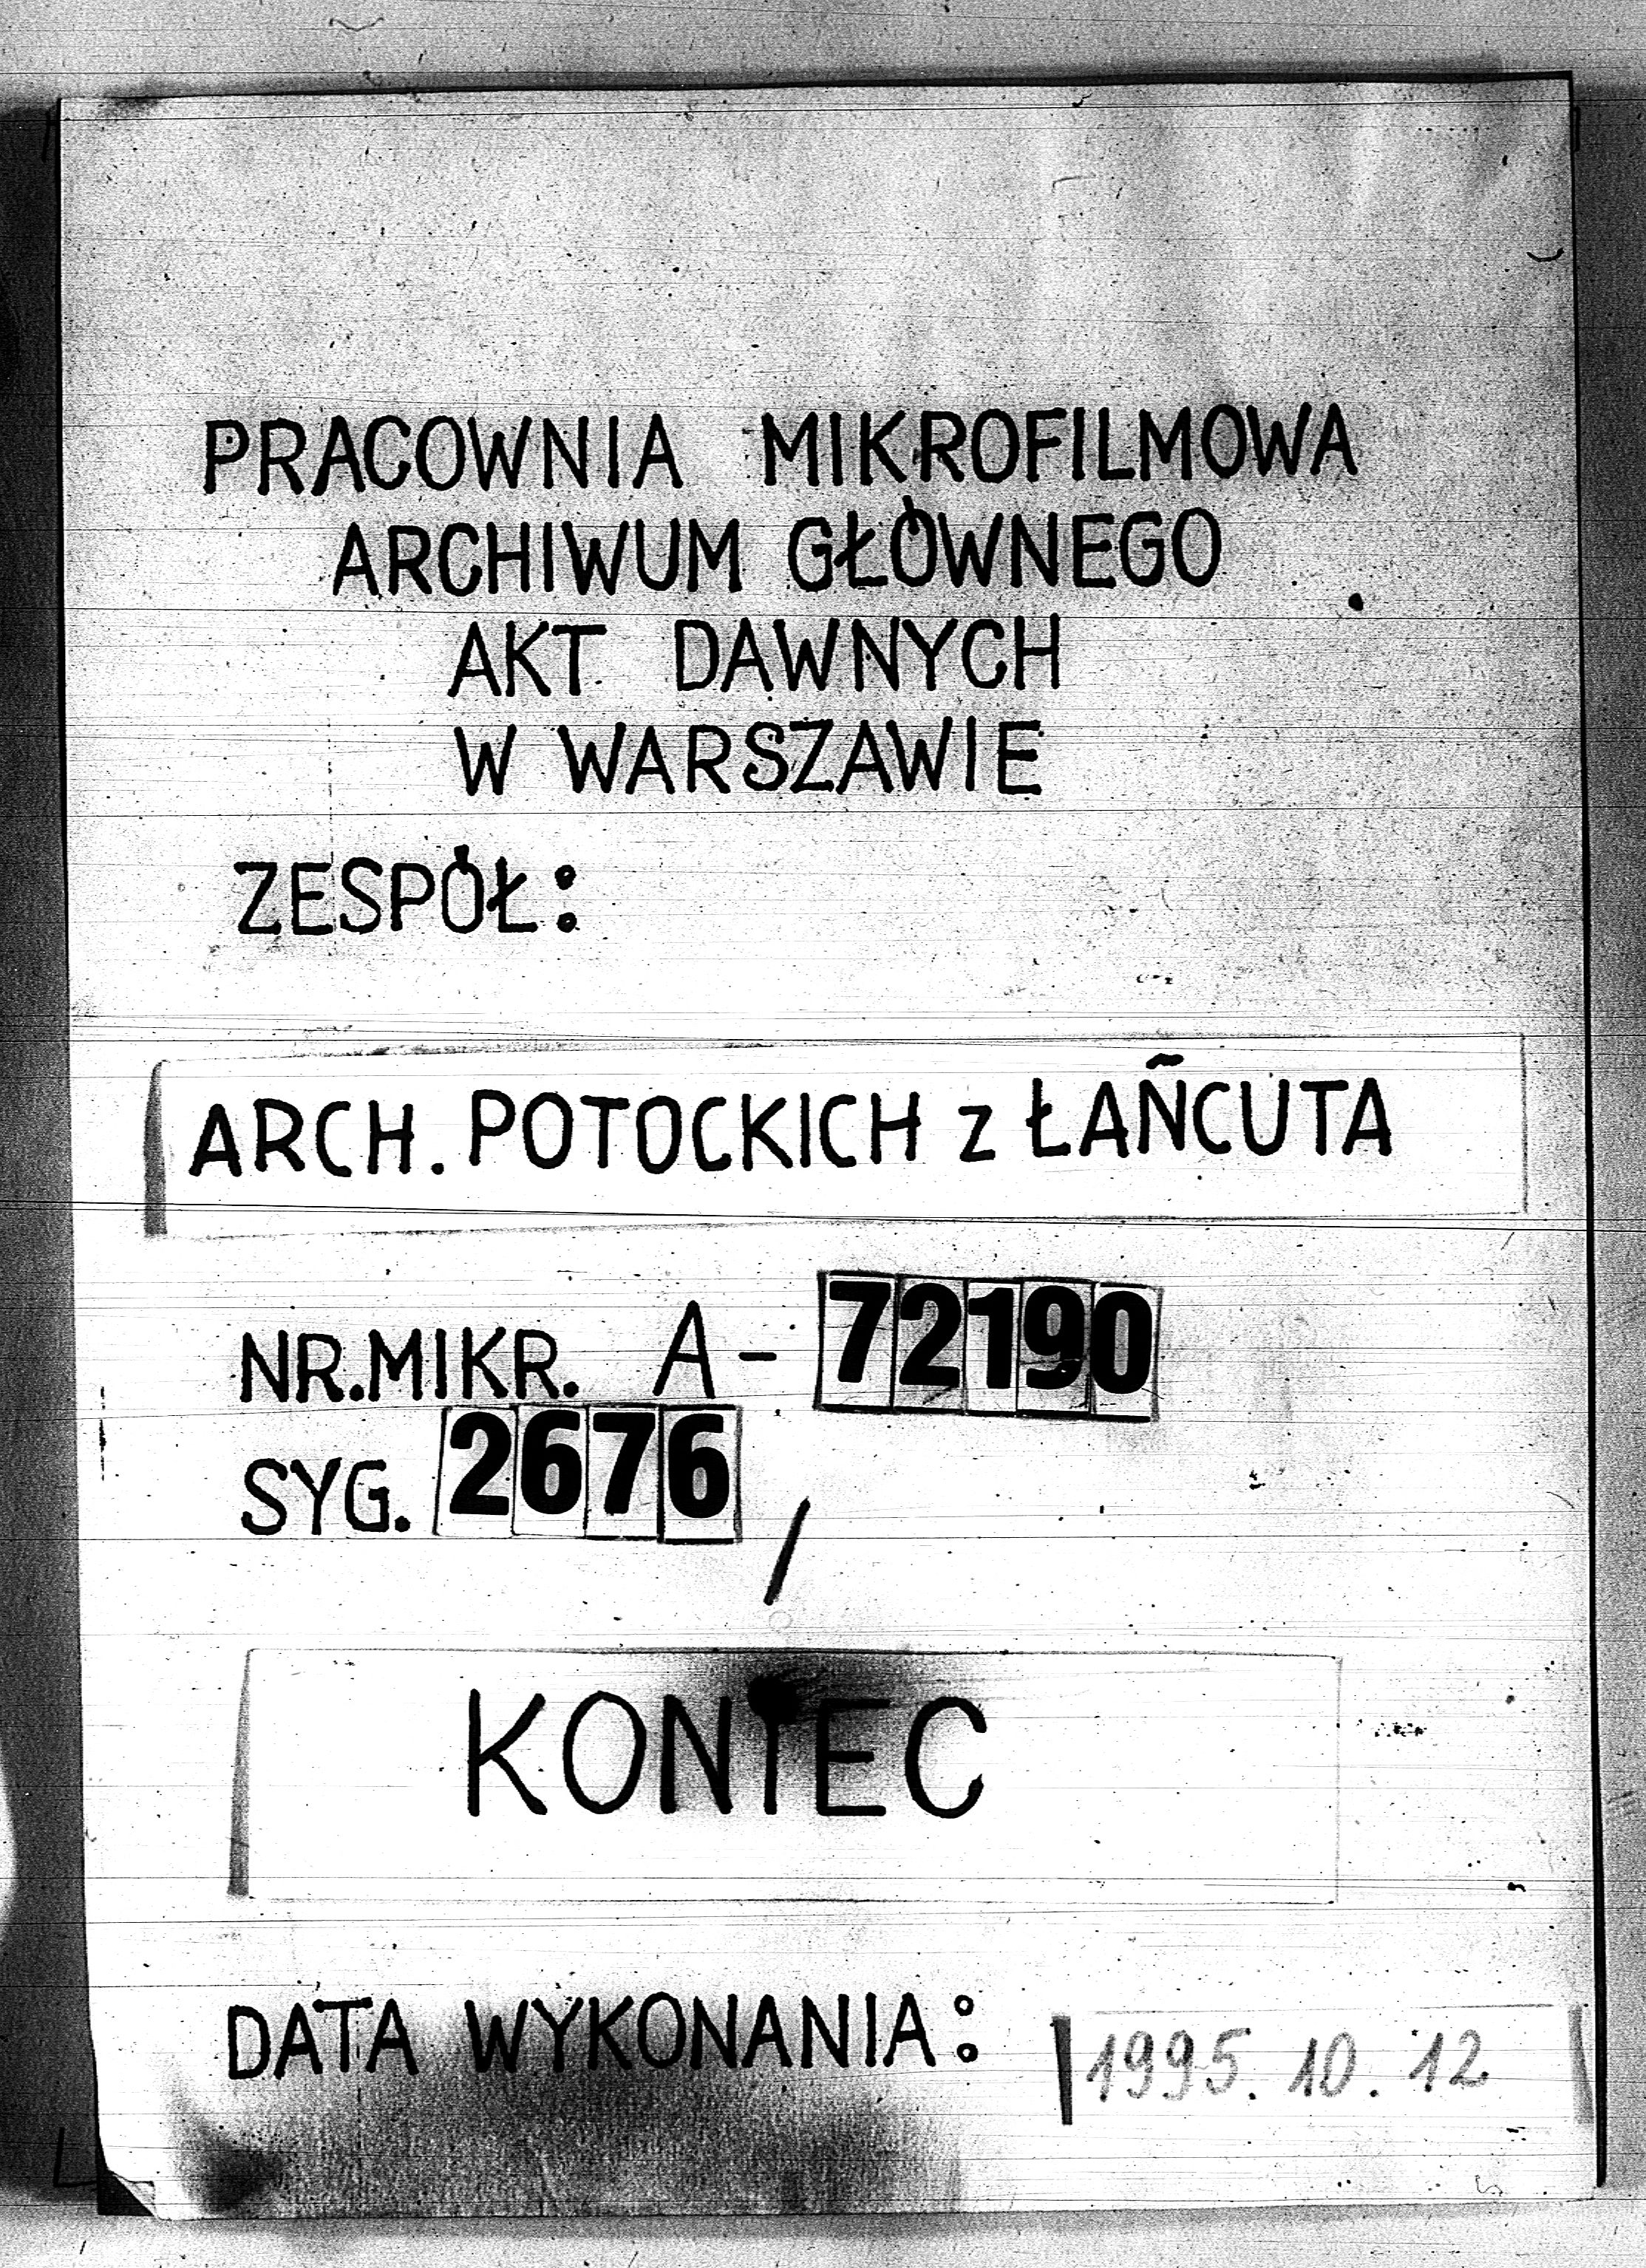 PRACOWNIA MIKROFILMOWA
ARCHIWUM GŁÓWNEGO
AKT DAWNYCH
W WARSZAWIE
ZESPÓŁ:
ARCH. POTOCKICH z ŁAŃCUTA
NR.MIKR. A- 72190
SYG. 2676 /
KONIEC
DATA WYKONANIA: 1995. 10. 12